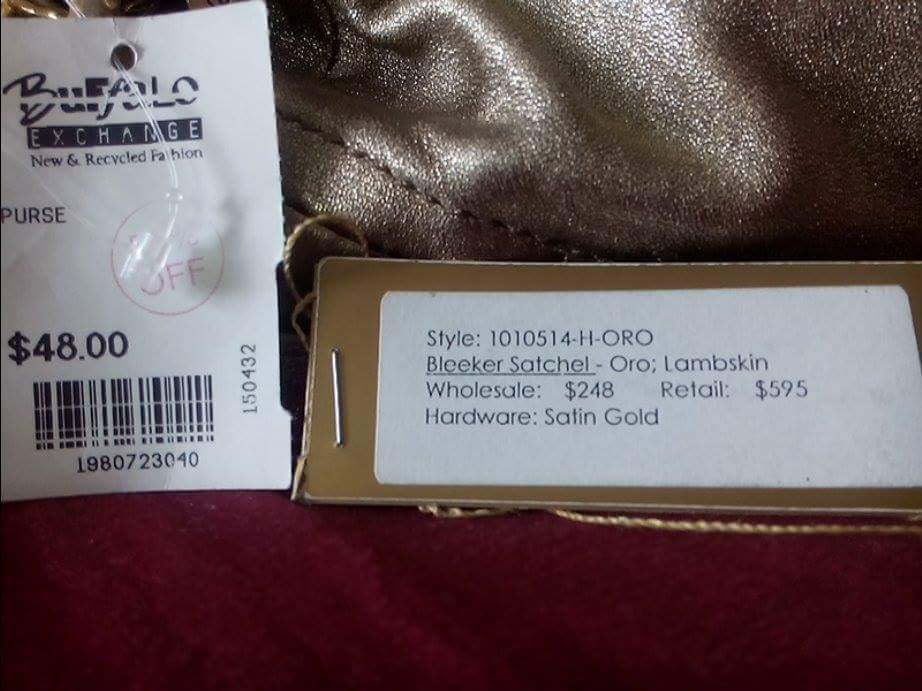 BUFFALO
EXCHANGE
New & Recycled Fashion
PURSE
OFF
$48.00
150432
1980723040
Style: 1010514-H-ORO
Bleeker Satchel - Oro; Lambskin
Wholesale: $248 Retail: $595
Hardware: Satin Gold